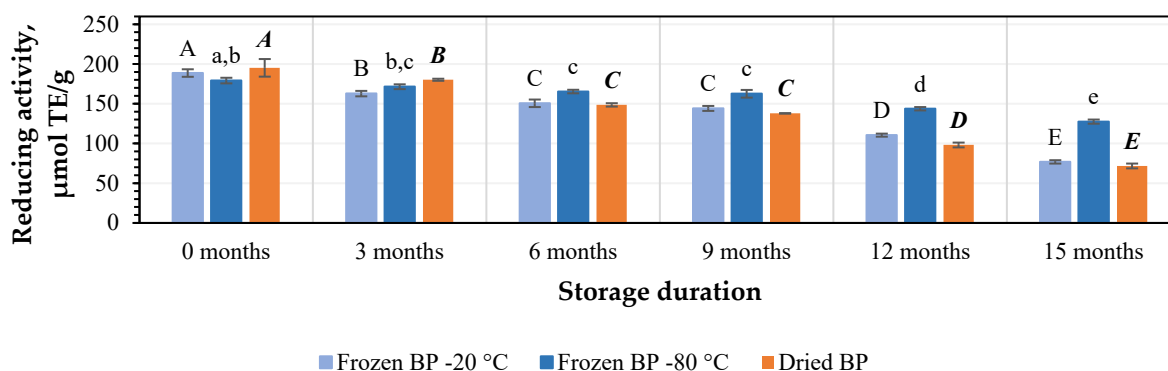 Reducing activity,
µmol TE/g
250
200
150
100
50
0
A
a,b
A
B
b,c
B
C
c
C
C
c
C
D
d
D
E
e
E
0 months
3 months
6 months
9 months
12 months
15 months
Storage duration
Frozen BP -20 °C
Frozen BP -80 °C
Dried BP